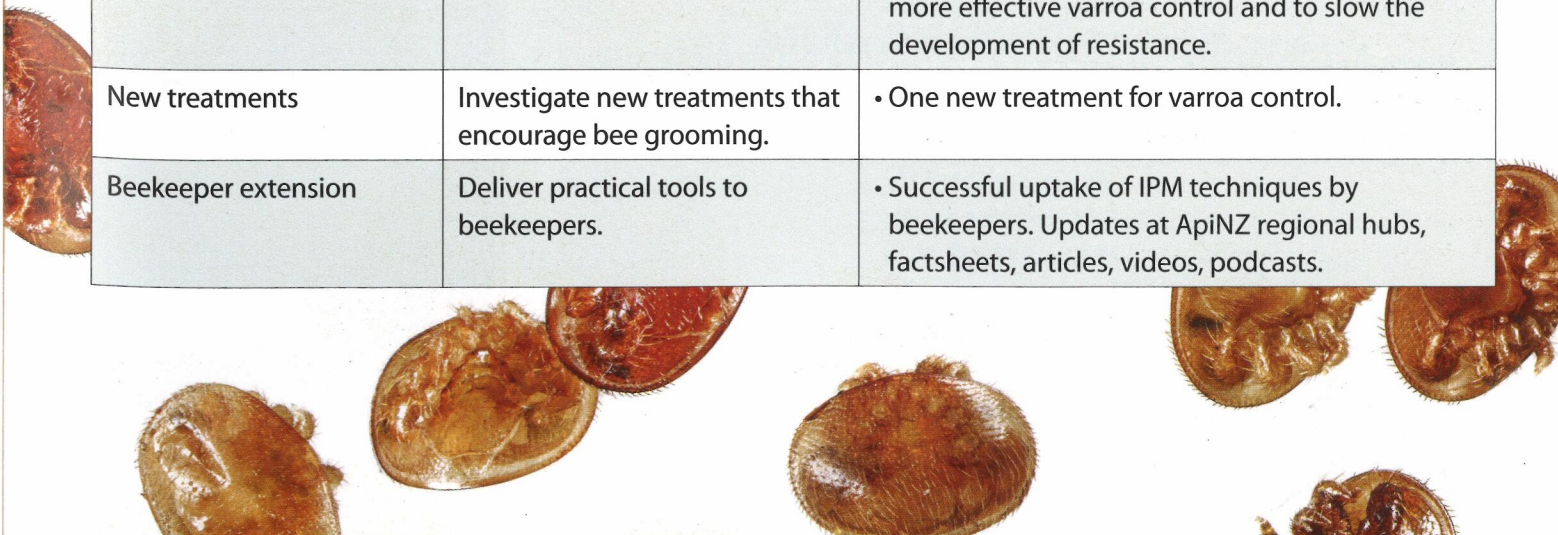 more effective varroa control and to slow the
development of resistance.
New treatments
Investigate new treatments that
encourage bee grooming.
• One new treatment for varroa control.
Beekeeper extension
Deliver practical tools to
beekeepers.
• Successful uptake of IPM techniques by
beekeepers. Updates at ApiNZ regional hubs,
factsheets, articles, videos, podcasts.